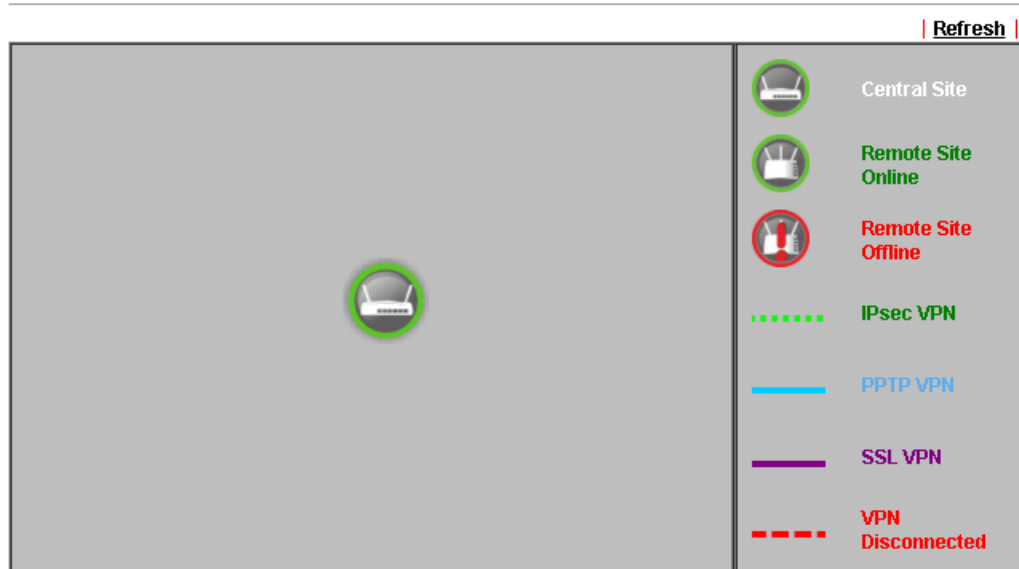 | Refresh |
Central Site
Remote Site
Online
Remote Site
Offline
IPsec VPN
PPTP VPN
SSL VPN
VPN
Disconnected